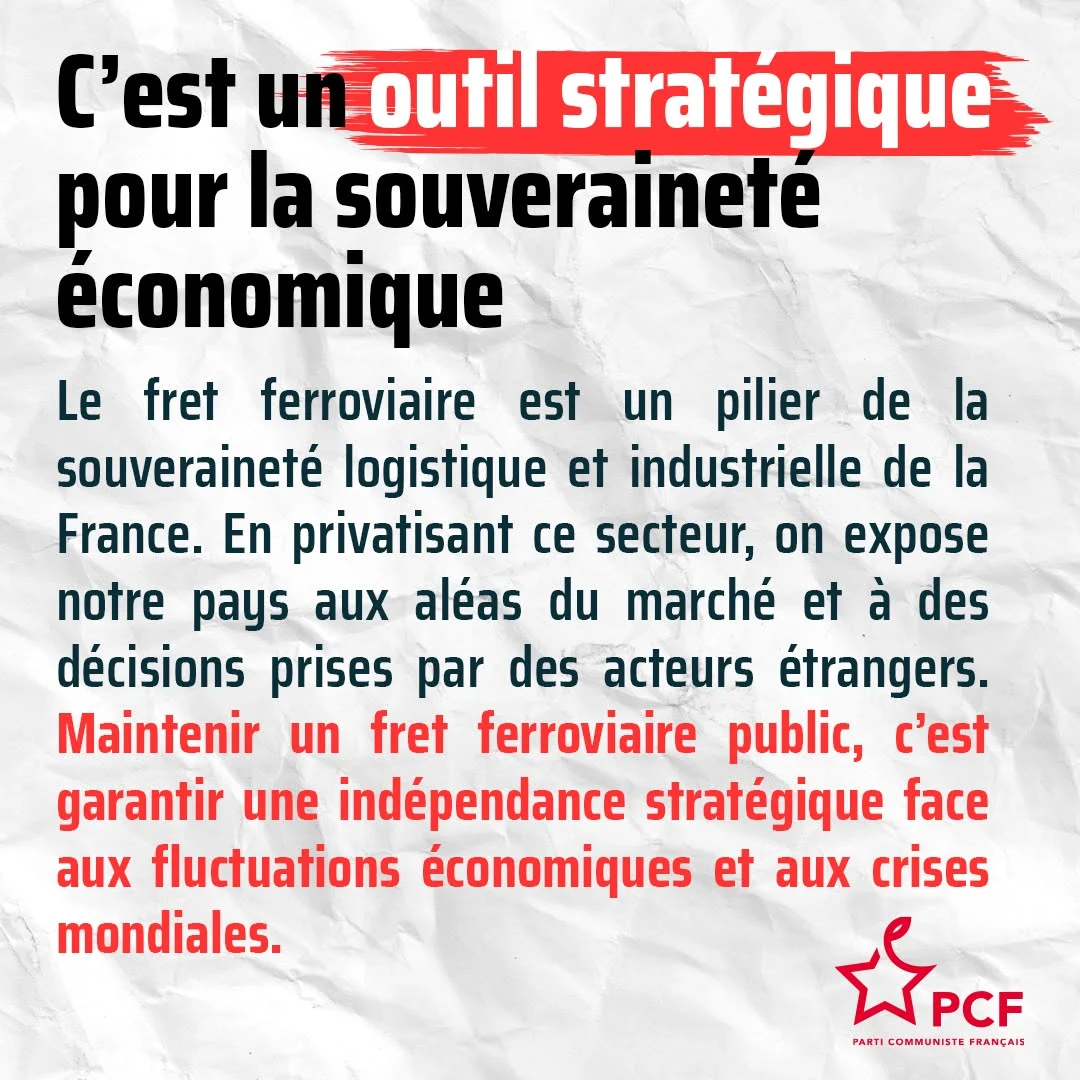 C’est un outil stratégique
pour la souveraineté
économique
Le fret ferroviaire est un pilier de la
souveraineté logistique et industrielle de la
France. En privatisant ce secteur, on expose
notre pays aux aléas du marché et à des
décisions prises par des acteurs étrangers.
Maintenir un fret ferroviaire public, c’est
garantir une indépendance stratégique face
aux fluctuations économiques et aux crises
mondiales.
PCF
PARTI COMMUNISTE FRANÇAIS